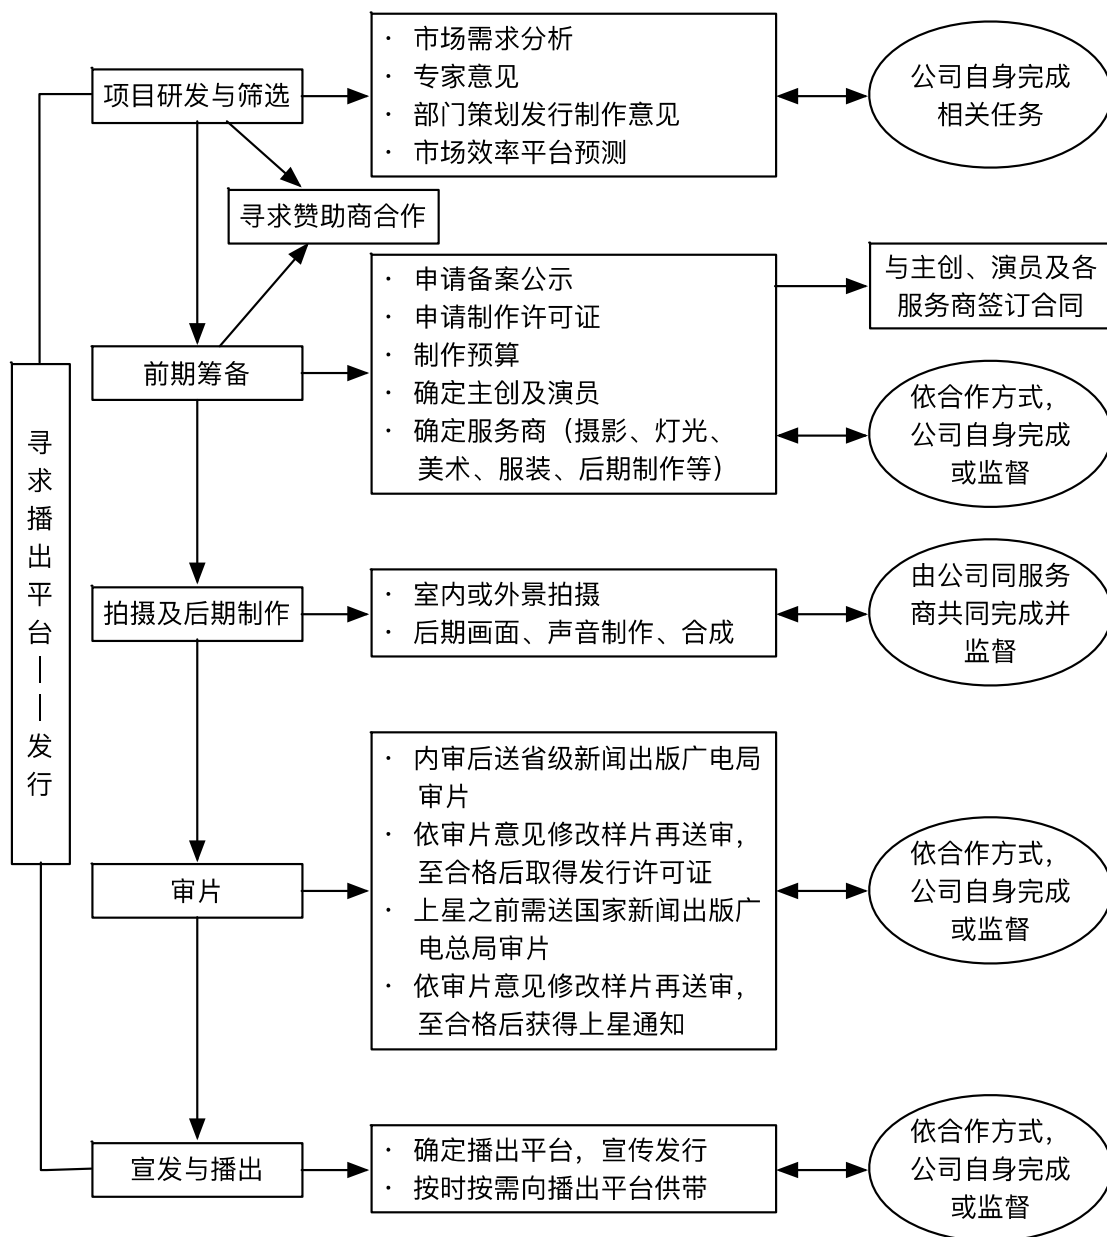 项目研发与筛选
· 市场需求分析
· 专家意见
· 部门策划发行制作意见
· 市场效率平台预测
公司自身完成
相关任务
寻求赞助商合作
前期筹备
· 申请备案公示
· 申请制作许可证
· 制作预算
· 确定主创及演员
· 确定服务商（摄影、灯光、
美术、服装、后期制作等）
与主创、演员及各
服务商签订合同
依合作方式，
公司自身完成
或监督
寻求播出平台——发行
拍摄及后期制作
· 室内或外景拍摄
· 后期画面、声音制作、合成
由公司同服务
商共同完成并
监督
审片
· 内审后送省级新闻出版广电局
审片
· 依审片意见修改样片再送审，
至合格后取得发行许可证
· 上星之前需送国家新闻出版广
电总局审片
· 依审片意见修改样片再送审，
至合格后获得上星通知
依合作方式，
公司自身完成
或监督
宣发与播出
· 确定播出平台，宣传发行
· 按时按需向播出平台供带
依合作方式，
公司自身完成
或监督